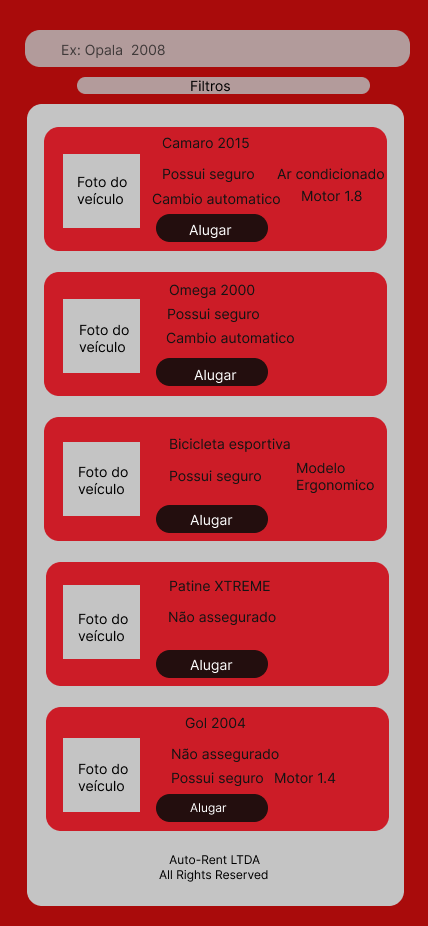 Ex: Opala 2008
Filtros
Camaro 2015
Foto do
veículo
Possui seguro
Ar condicionado
Cambio automatico
Motor 1.8
Alugar
Omega 2000
Foto do
veículo
Possui seguro
Cambio automatico
Alugar
Bicicleta esportiva
Foto do
veículo
Possui seguro
Modelo
Ergonomico
Alugar
Patine XTREME
Foto do
veículo
Não assegurado
Alugar
Gol 2004
Foto do
veículo
Não assegurado
Possui seguro
Motor 1.4
Alugar
Auto-Rent LTDA
All Rights Reserved